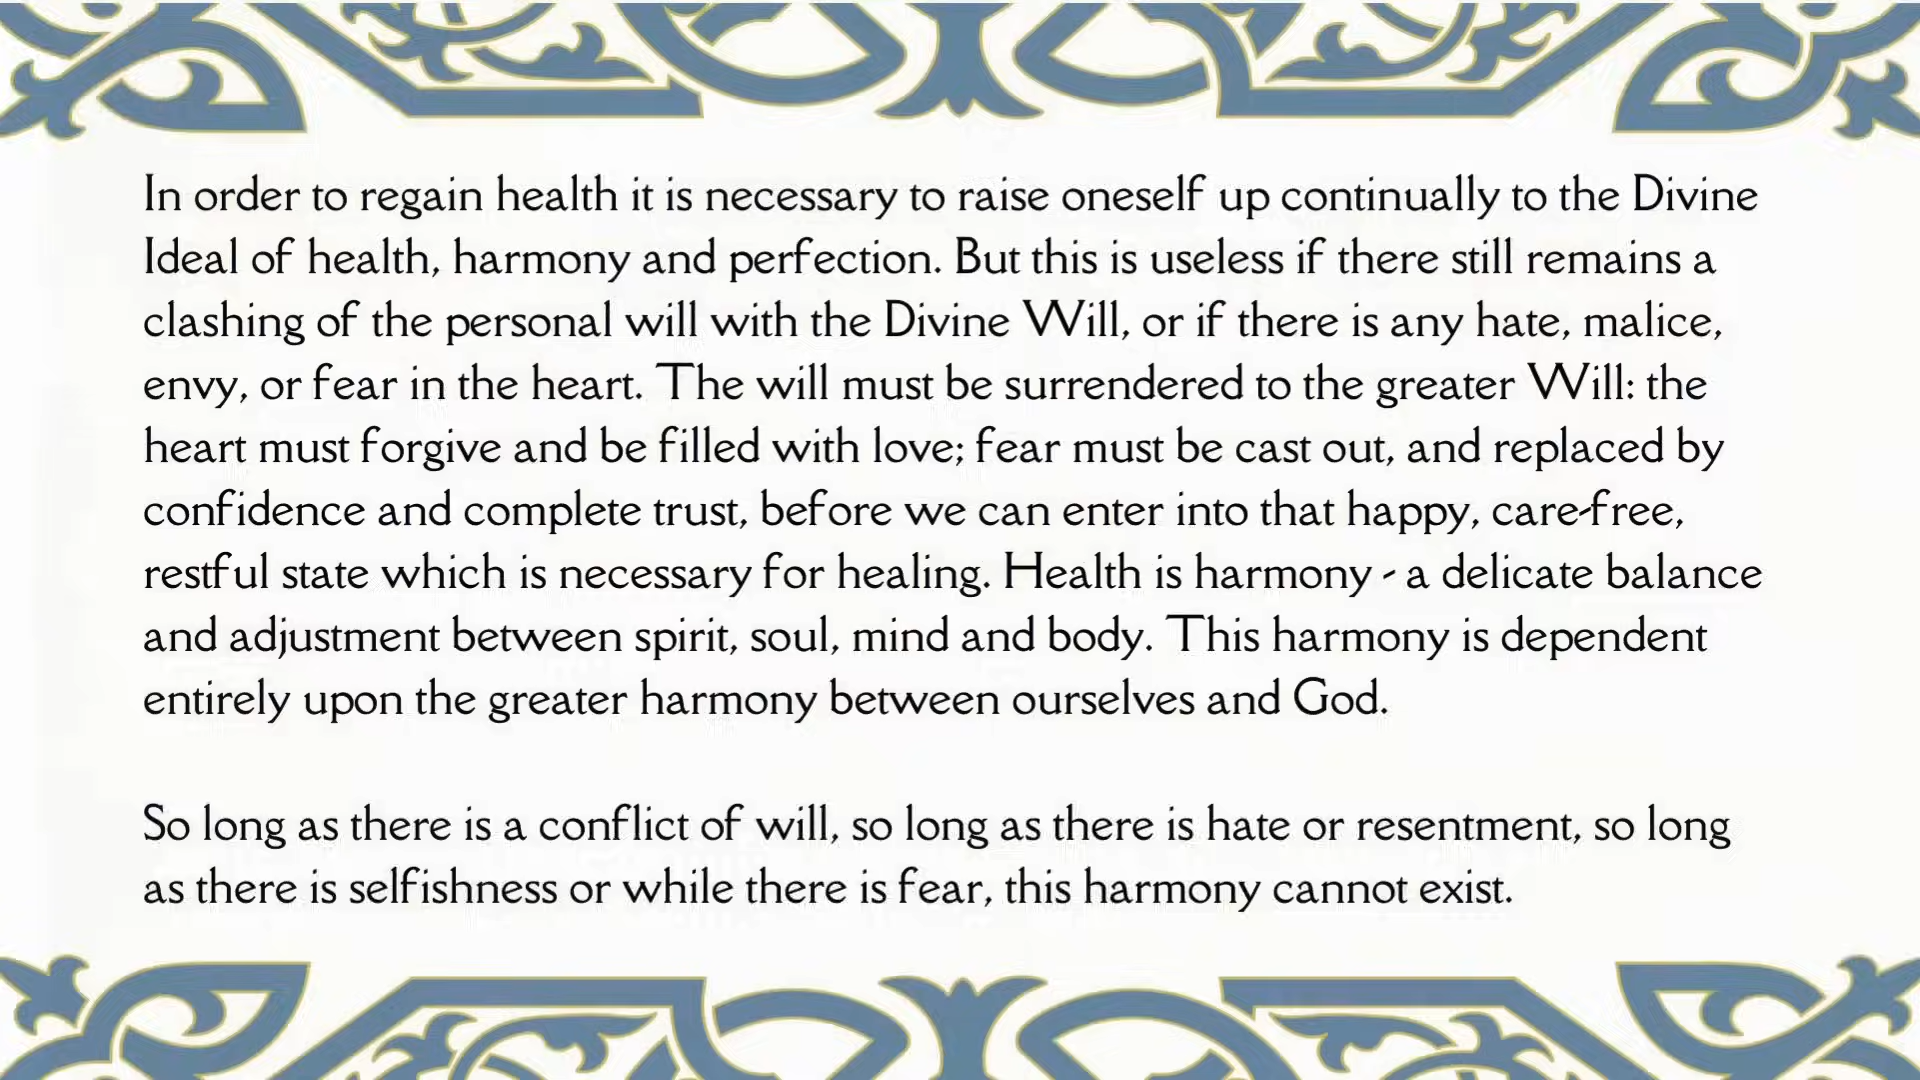 In order to regain health it is necessary to raise oneself up continually to the Divine
Ideal of health, harmony and perfection. But this is useless if there still remains a
clashing of the personal will with the Divine Will, or if there is any hate, malice,
envy, or fear in the heart. The will must be surrendered to the greater Will: the
heart must forgive and be filled with love; fear must be cast out, and replaced by
confidence and complete trust, before we can enter into that happy, care-free,
restful state which is necessary for healing. Health is harmony - a delicate balance
and adjustment between spirit, soul, mind and body. This harmony is dependent
entirely upon the greater harmony between ourselves and God.
So long as there is a conflict of will, so long as there is hate or resentment, so long
as there is selfishness or while there is fear, this harmony cannot exist.